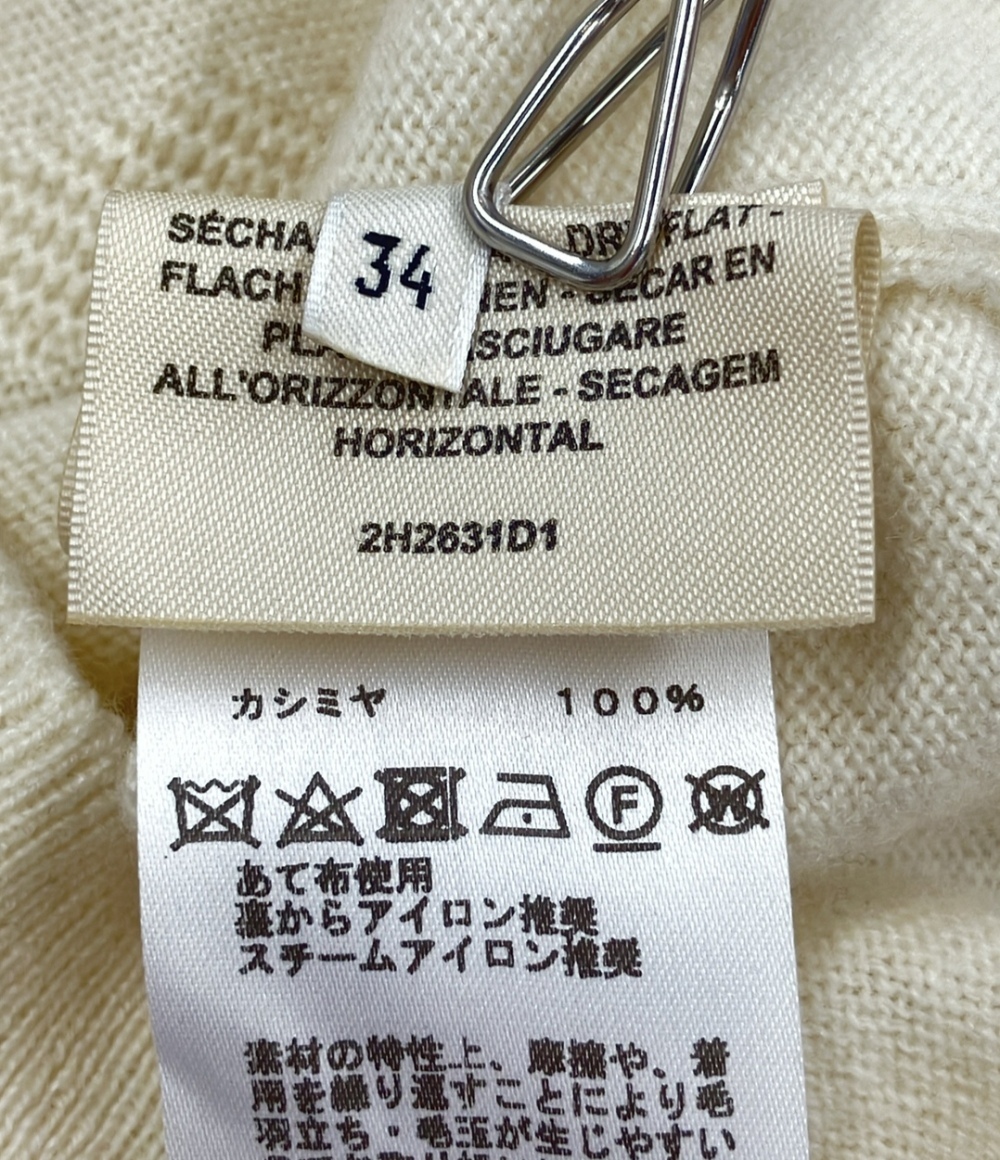 SÉCHA DRY FLAT -
FLACH NEN - SECAR EN
PLA ASCIUGARE
ALL'ORIZZONTALE - SECAGEM
HORIZONTAL
34
2H2631D1
カシミヤ 100%
F
W
あて布使用
裏からアイロン推奨
スチームアイロン推奨
素材の特性上、摩擦や、着
用を繰り返すことにより毛
羽立ち・毛玉が生じやすい